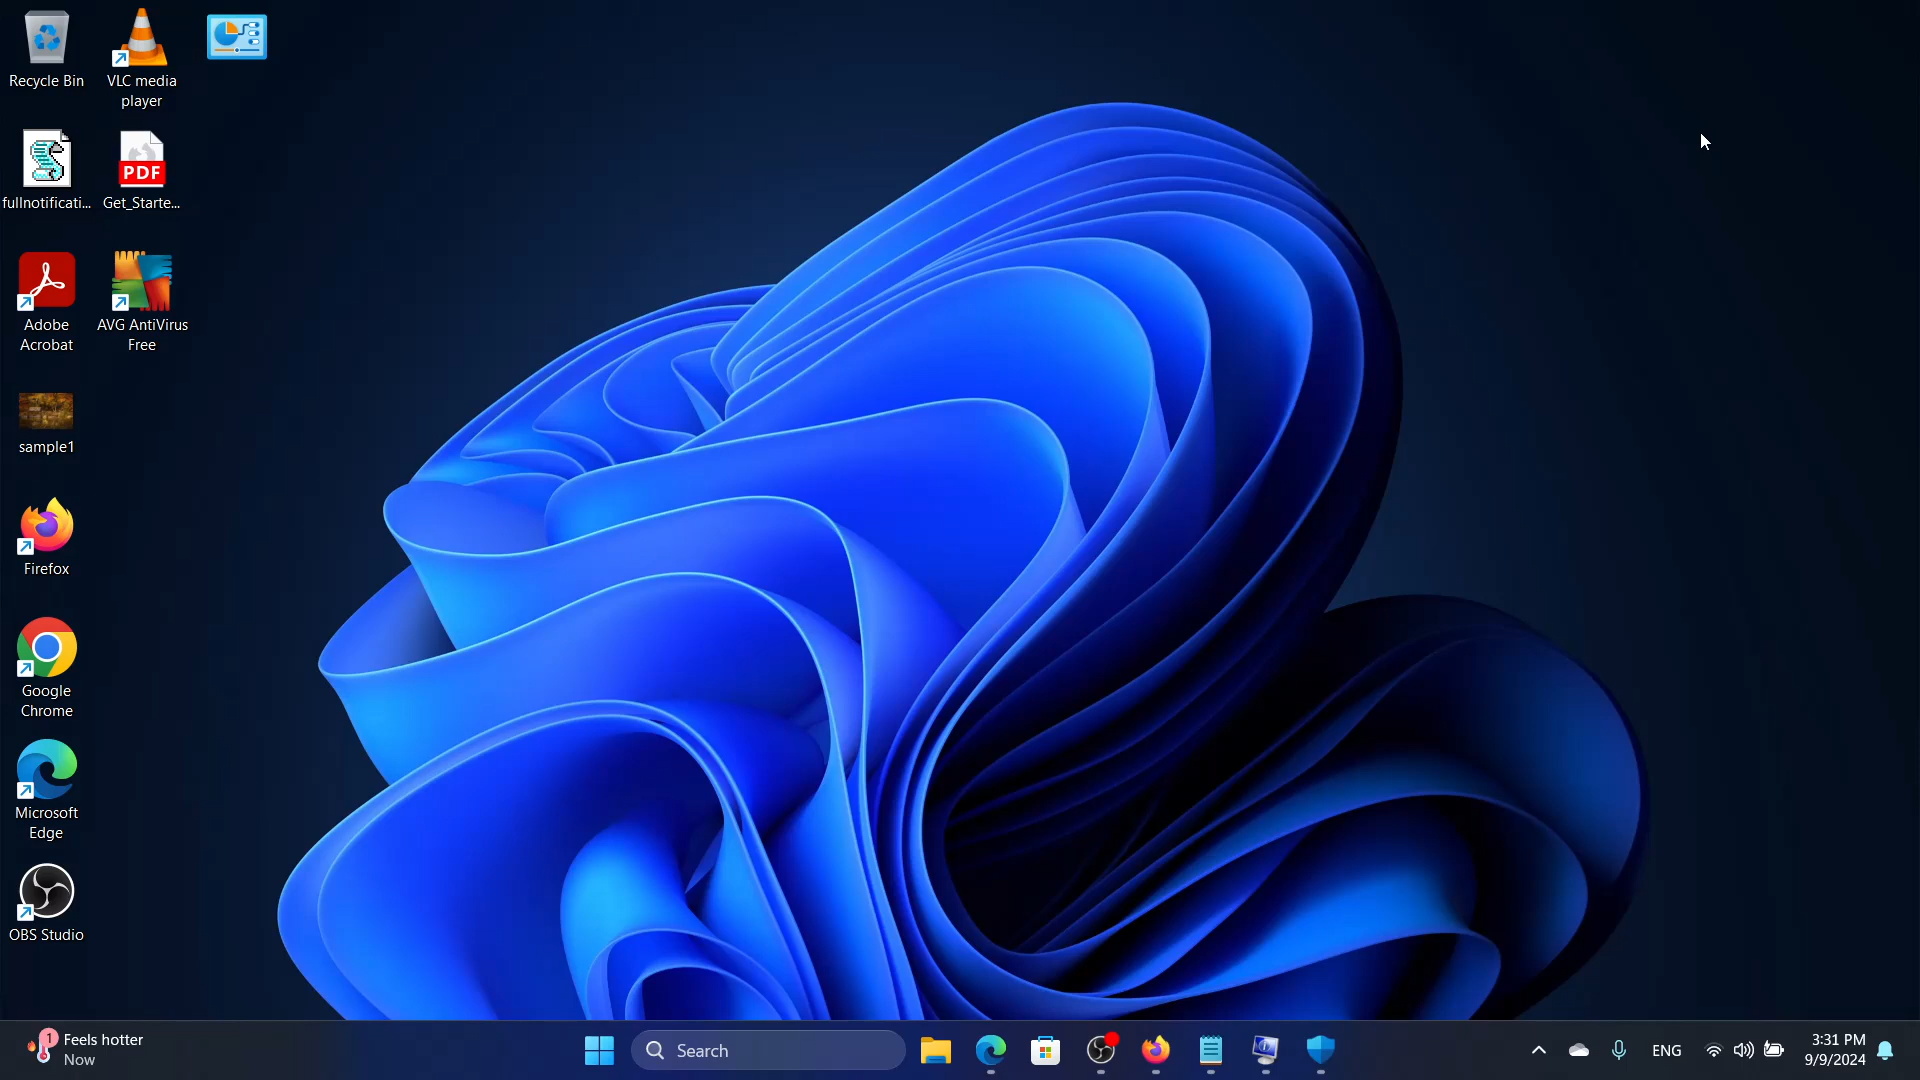 Recycle Bin
VLC media
player
fullnotificati...
PDF
Get_Starte...
Adobe
Acrobat
AVG AntiVirus
Free
sample1
Firefox
Google
Chrome
Microsoft
Edge
OBS Studio
1
Feels hotter
Now
Search
ENG
3:31 PM
9/9/2024